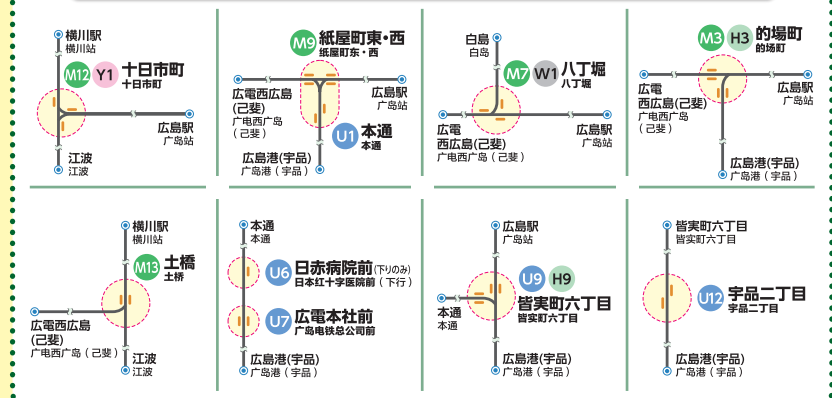 横川駅
横川站
M12 Y1 十日市町
十日市町
広島駅
广岛站
江波
江波
M9 紙屋町東・西
纸屋町东・西
広電西広島
(己斐)
广电西广岛
(己斐)
広島駅
广岛站
U1 本通
本通
広島港(宇品)
广岛港(宇品)
白島
白岛
M7 W1 八丁堀
八丁堀
広電
西広島(己斐)
广电西广岛(己斐)
広島駅
广岛站
M3 H3 的場町
的场町
広電
西広島(己斐)
广电西广岛
(己斐)
広島駅
广岛站
広島港(宇品)
广岛港(宇品)
横川駅
横川站
M13 土橋
土桥
広電西広島
(己斐)
广电西广岛(己斐)
江波
江波
本通
本通
U6 日赤病院前(下りのみ)
日本红十字医院前(下行)
U7 広電本社前
广岛电铁总公司前
広島港(宇品)
广岛港(宇品)
広島駅
广岛站
U9 H9
皆実町六丁目
皆实町六丁目
本通
本通
広島港(宇品)
广岛港(宇品)
皆実町六丁目
皆实町六丁目
U12 宇品二丁目
宇品二丁目
広島港(宇品)
广岛港(宇品)